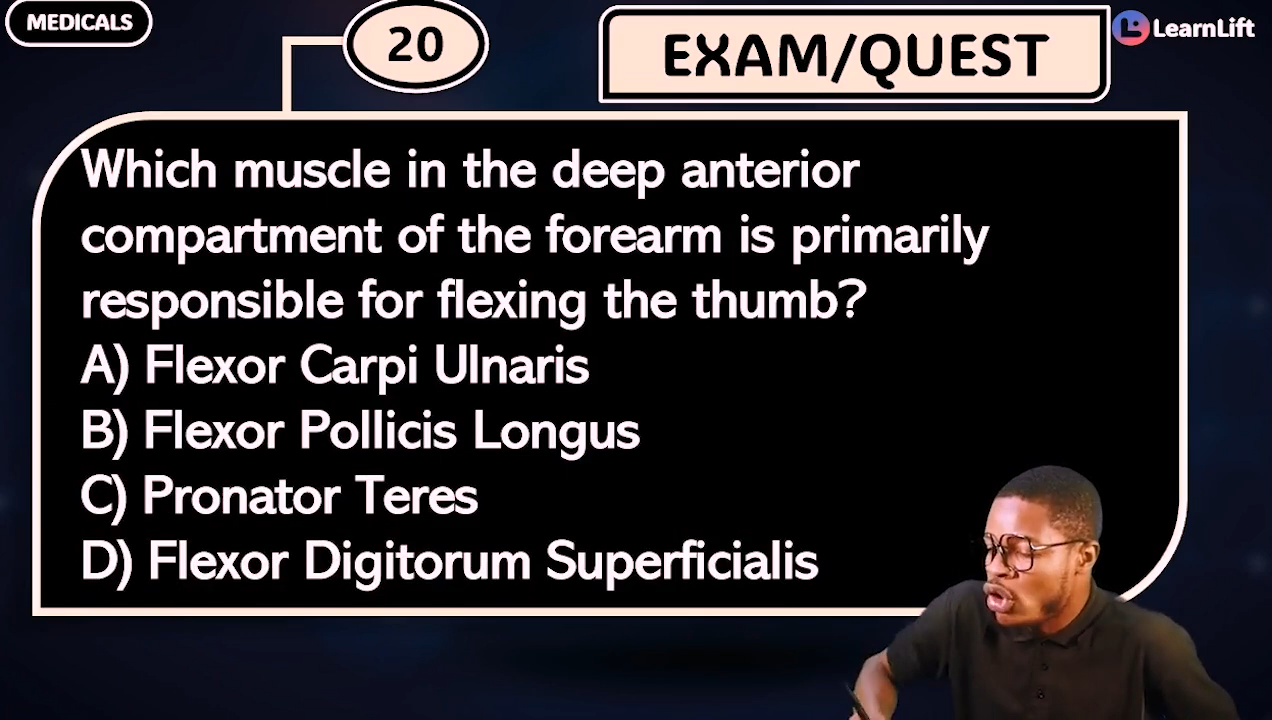 MEDICALS
20
EXAM/QUEST
LearnLift
Which muscle in the deep anterior
compartment of the forearm is primarily
responsible for flexing the thumb?
A) Flexor Carpi Ulnaris
B) Flexor Pollicis Longus
C) Pronator Teres
D) Flexor Digitorum Superficialis